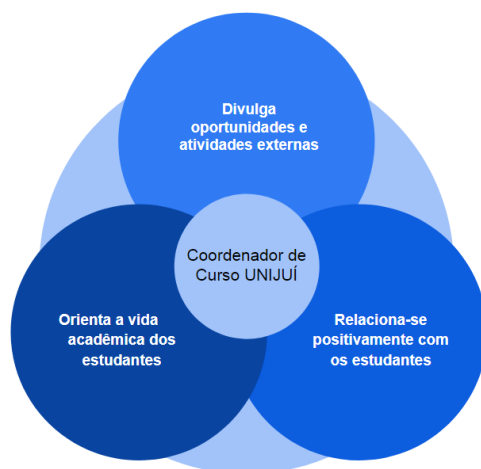 Divulga
oportunidades e
atividades externas
Coordenador de
Curso UNIJUÍ
Orienta a vida
acadêmica dos
estudantes
Relaciona-se
positivamente com
os estudantes